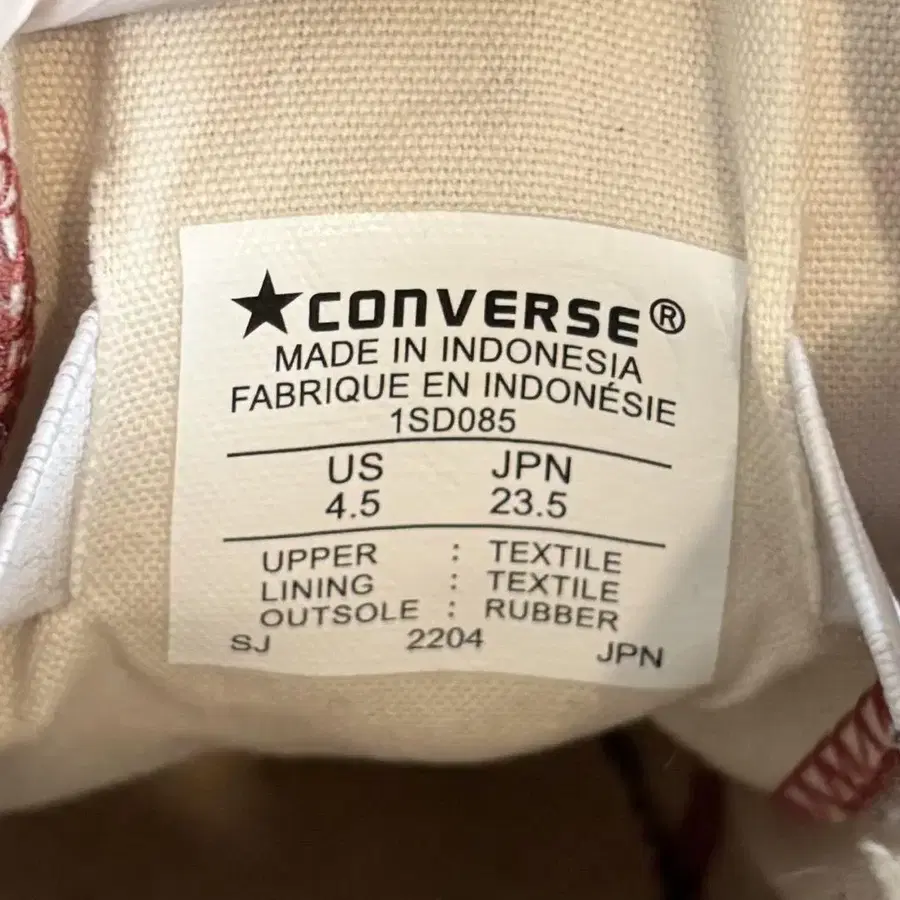 ★CONVERSE®
MADE IN INDONESIA
FABRIQUE EN INDONÉSIE
1SD085
US JPN
4.5 23.5
UPPER : TEXTILE
LINING : TEXTILE
OUTSOLE : RUBBER
SJ 2204 JPN